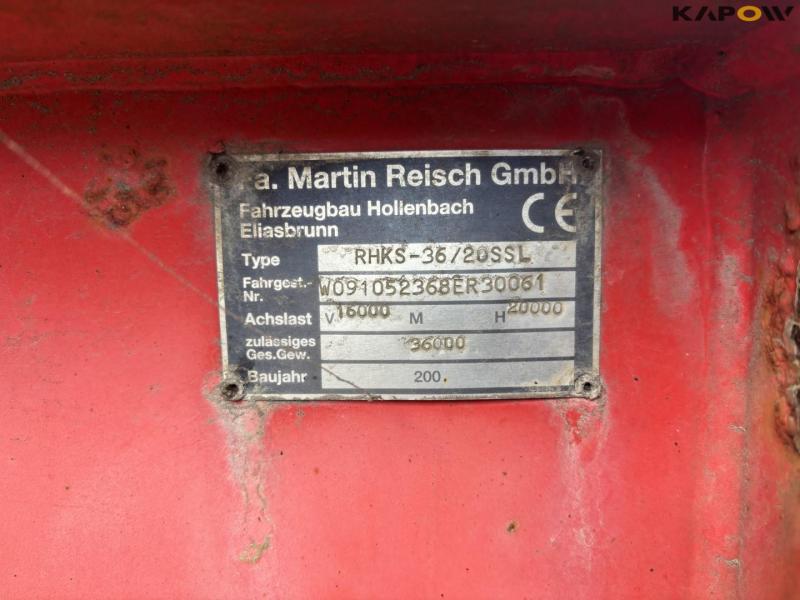 KAPOW
Fa. Martin Reisch GmbH
Fahrzeugbau Hollenbach
Eliasbrunn
CE
Type RHKS-36/20SSL
Fahrgest.-
Nr. W091052368ER30061
Achslast V 16000 M H 20000
zulässiges
Ges.Gew. 36000
Baujahr 200